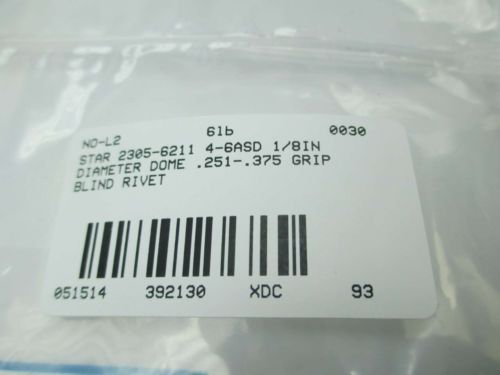 NO-L2 6lb 0030
STAR 2305-6211 4-6ASD 1/8IN
DIAMETER DOME .251-.375 GRIP
BLIND RIVET
051514 392130 XDC 93